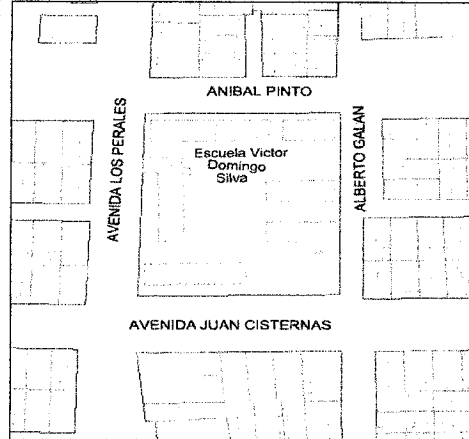 ANIBAL PINTO
AVENIDA LOS PERALES
Escuela Victor
Domingo
Silva
ALBERTO GALAN
AVENIDA JUAN CISTERNAS